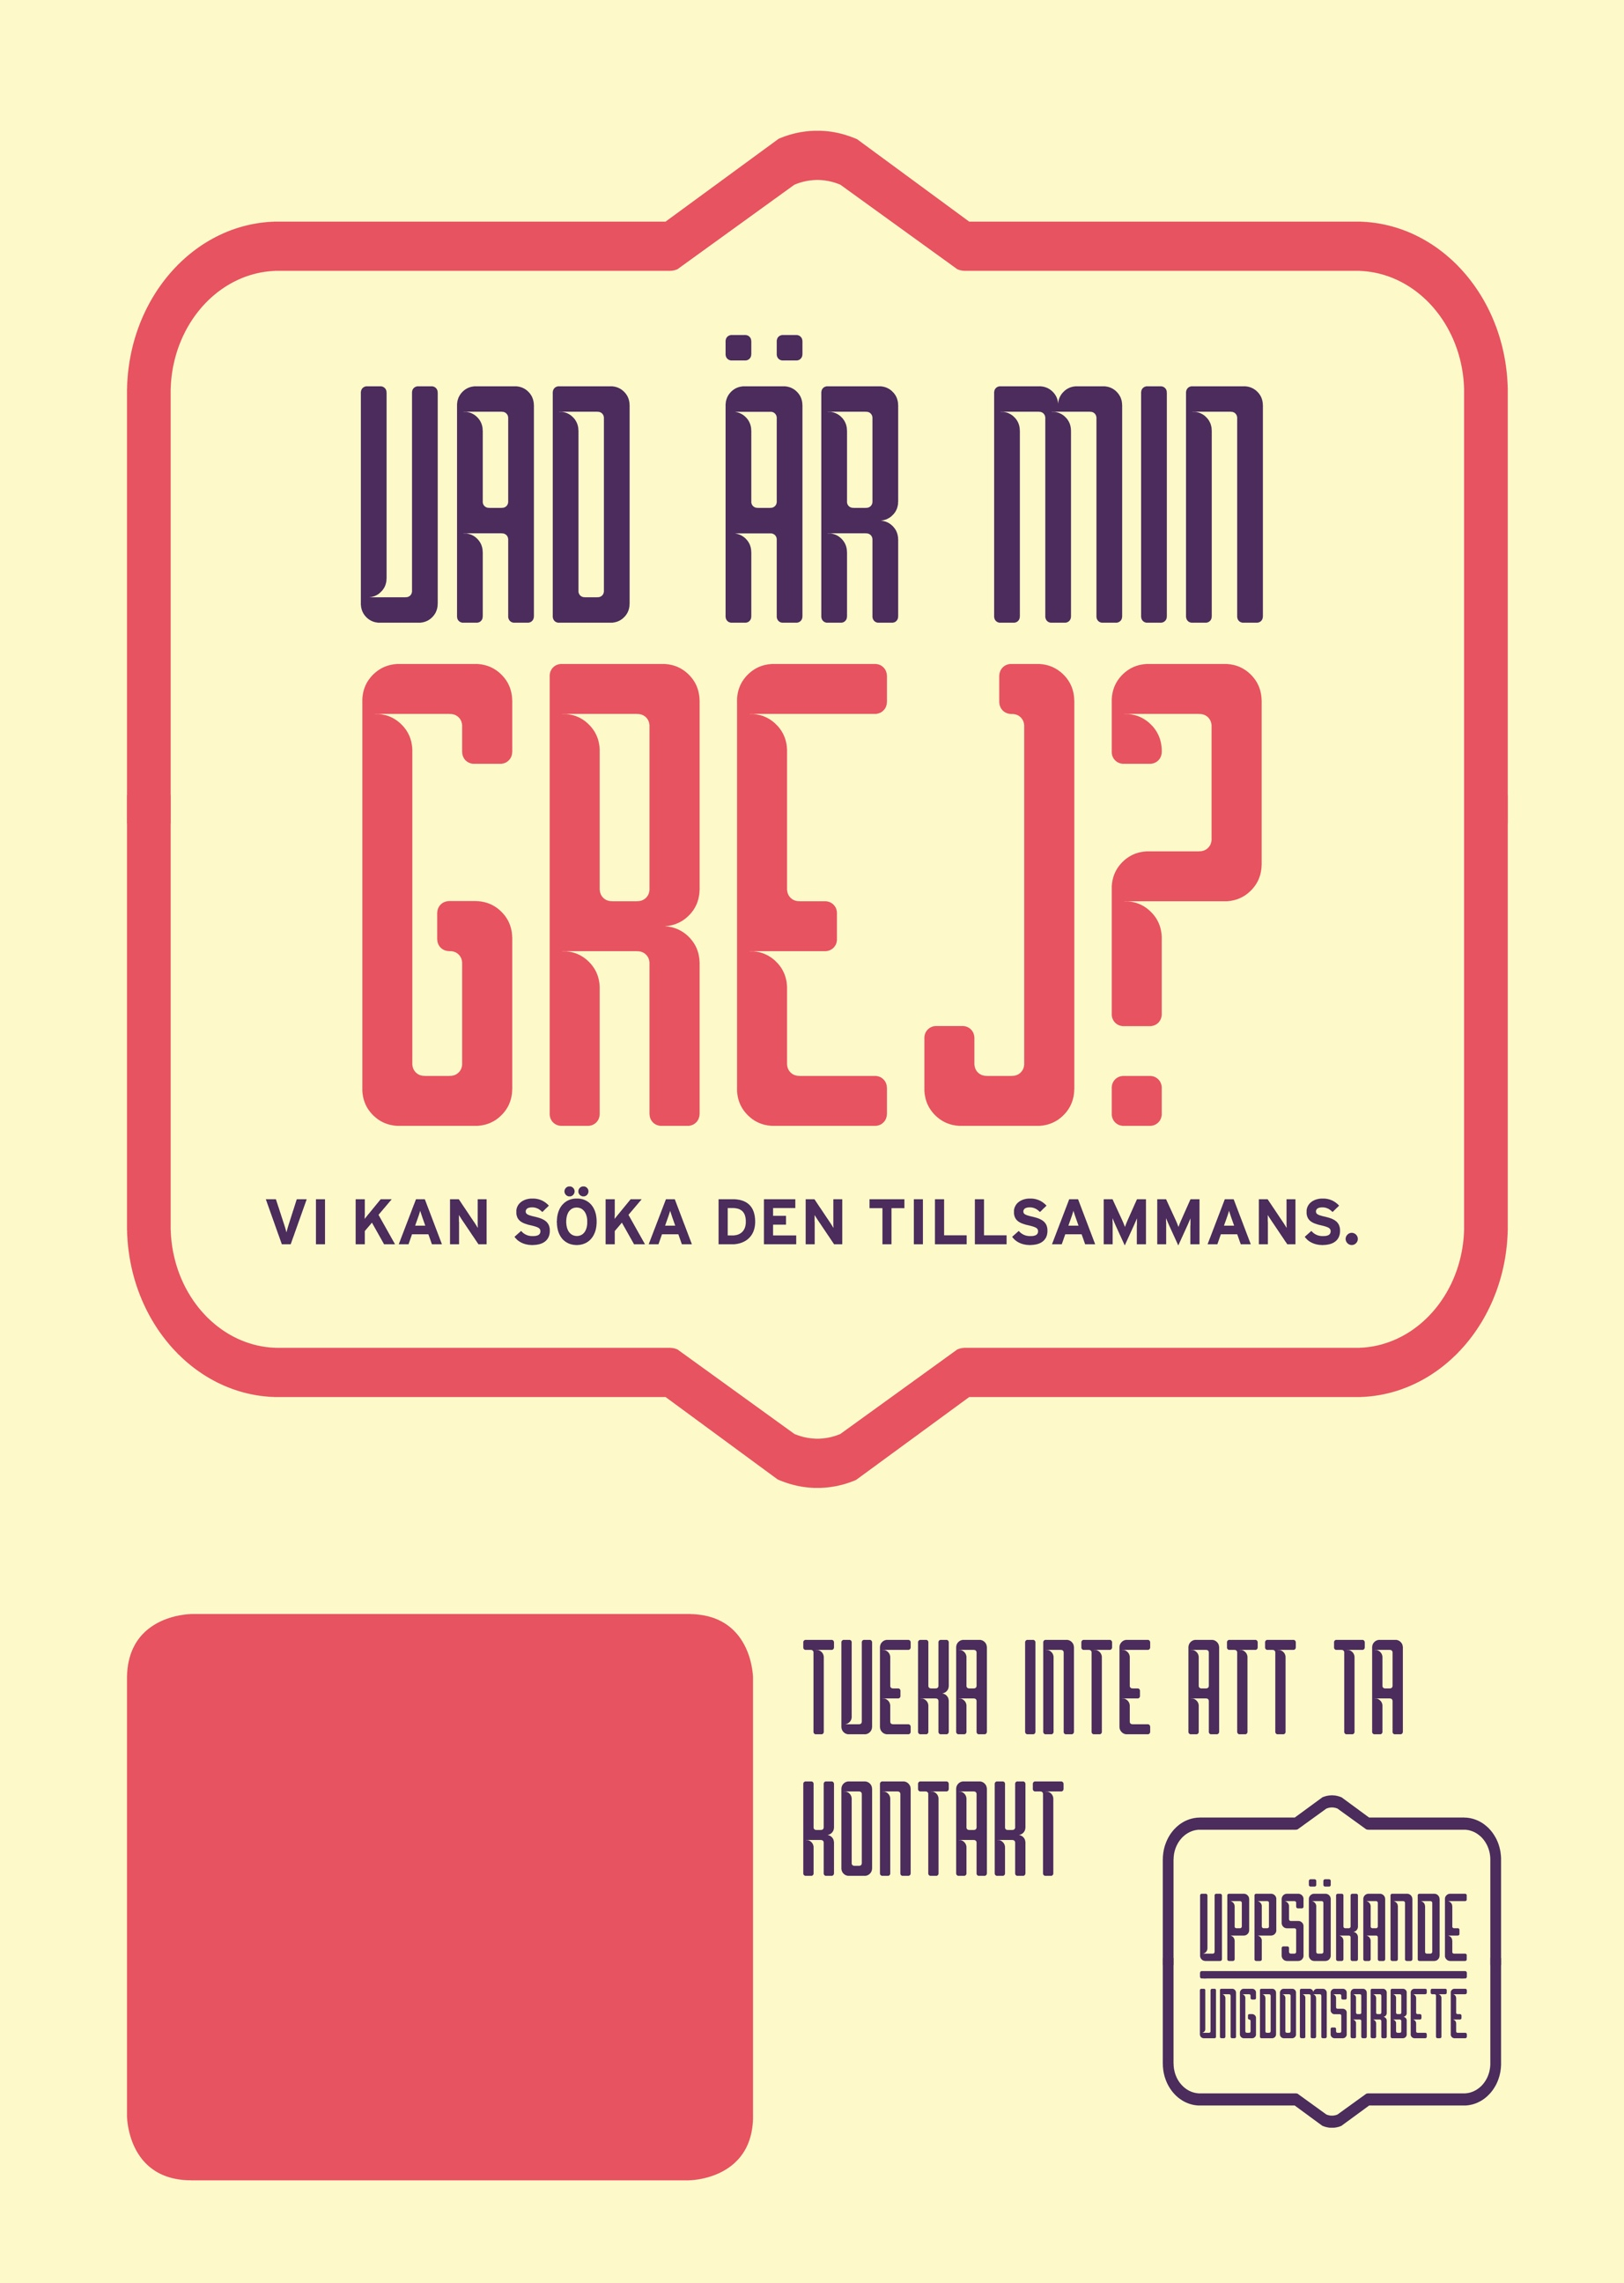 VAD ÄR MIN
GREJ?
VI KAN SÖKA DEN TILLSAMMANS.
TVEKA INTE ATT TA
KONTAKT
UPPSÖKANDE
UNGDOMSARBETE